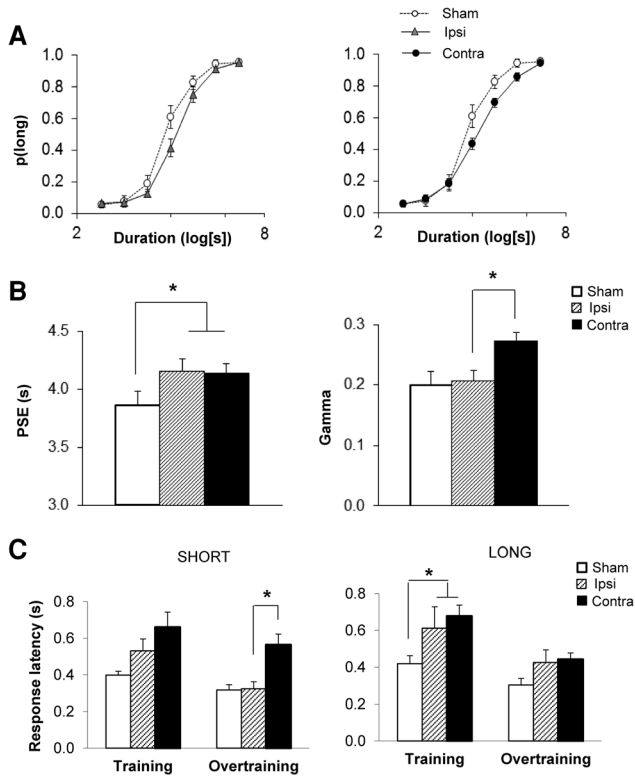 A
Sham
Ipsi
Contra
p(long)
1.0
0.8
0.6
0.4
0.2
0.0
2
8
Duration (log[s])
1.0
0.8
0.6
0.4
0.2
0.0
2
8
Duration (log[s])
B
PSE (s)
4.5
4.0
3.5
3.0
*
Gamma
0.3
0.2
0.1
0.0
*
Sham
Ipsi
Contra
C
SHORT
Response latency (s)
0.8
0.6
0.4
0.2
0.0
*
Training
Overtraining
LONG
0.8
0.6
0.4
0.2
0.0
*
Training
Overtraining
Sham
Ipsi
Contra